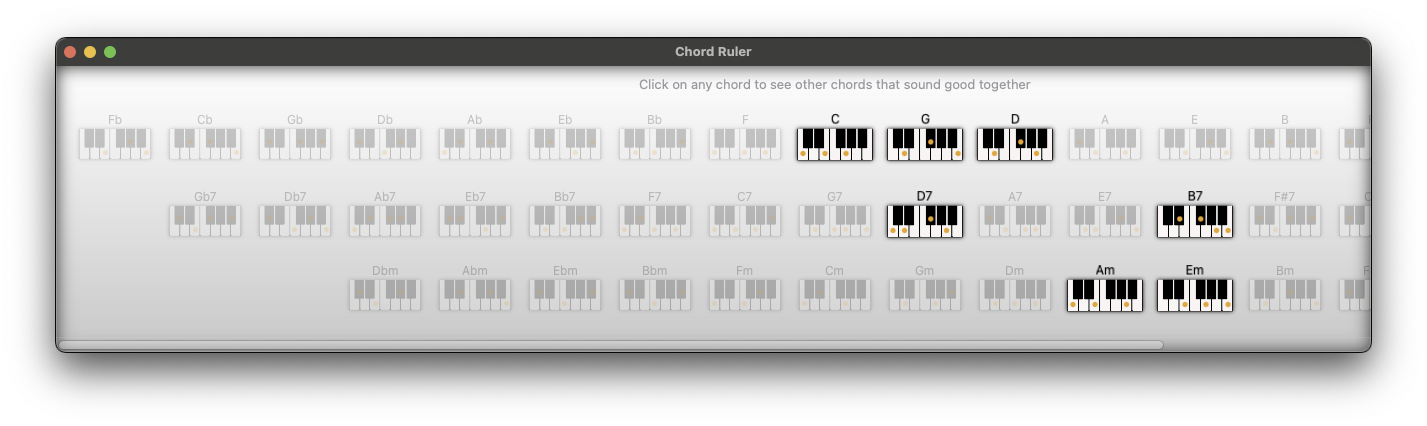 Chord Ruler
Click on any chord to see other chords that sound good together
Fb Cb Gb Db Ab Eb Bb F C G D A E B
Gb7 Db7 Ab7 Eb7 Bb7 F7 C7 G7 D7 A7 E7 B7 F#7
Dbm Abm Ebm Bbm Fm Cm Gm Dm Am Em Bm